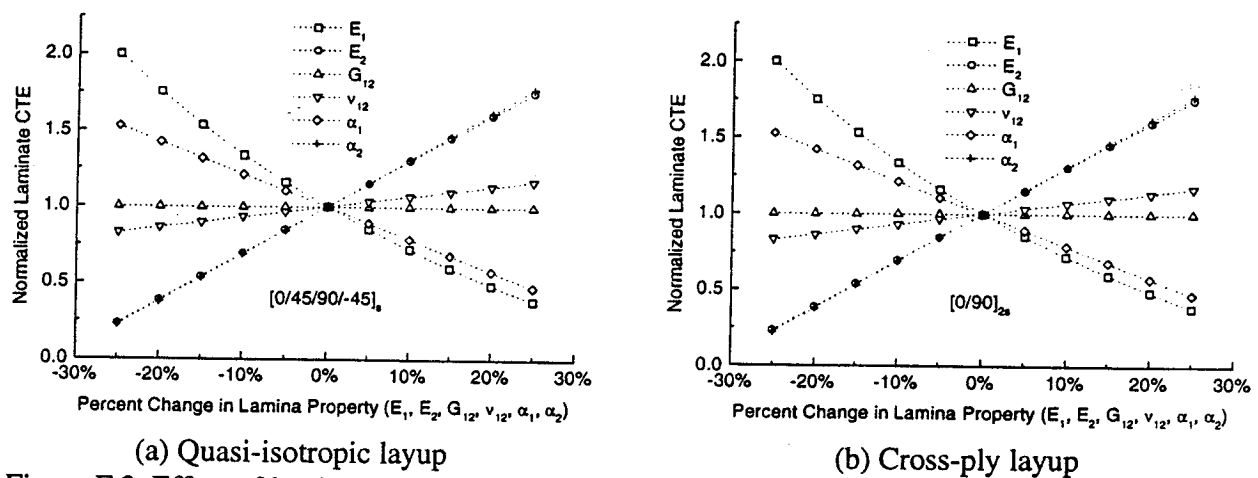 E₁
E₂
G₁₂
ν₁₂
α₁
α₂
2.0
1.5
1.0
0.5
0.0
Normalized Laminate CTE
[0/45/90/-45]ₛ
-30% -20% -10% 0% 10% 20% 30%
Percent Change in Lamina Property (E₁, E₂, G₁₂, ν₁₂, α₁, α₂)
(a) Quasi-isotropic layup
E₁
E₂
G₁₂
ν₁₂
α₁
α₂
2.0
1.5
1.0
0.5
0.0
Normalized Laminate CTE
[0/90]₂ₛ
-30% -20% -10% 0% 10% 20% 30%
Percent Change in Lamina Property (E₁, E₂, G₁₂, ν₁₂, α₁, α₂)
(b) Cross-ply layup